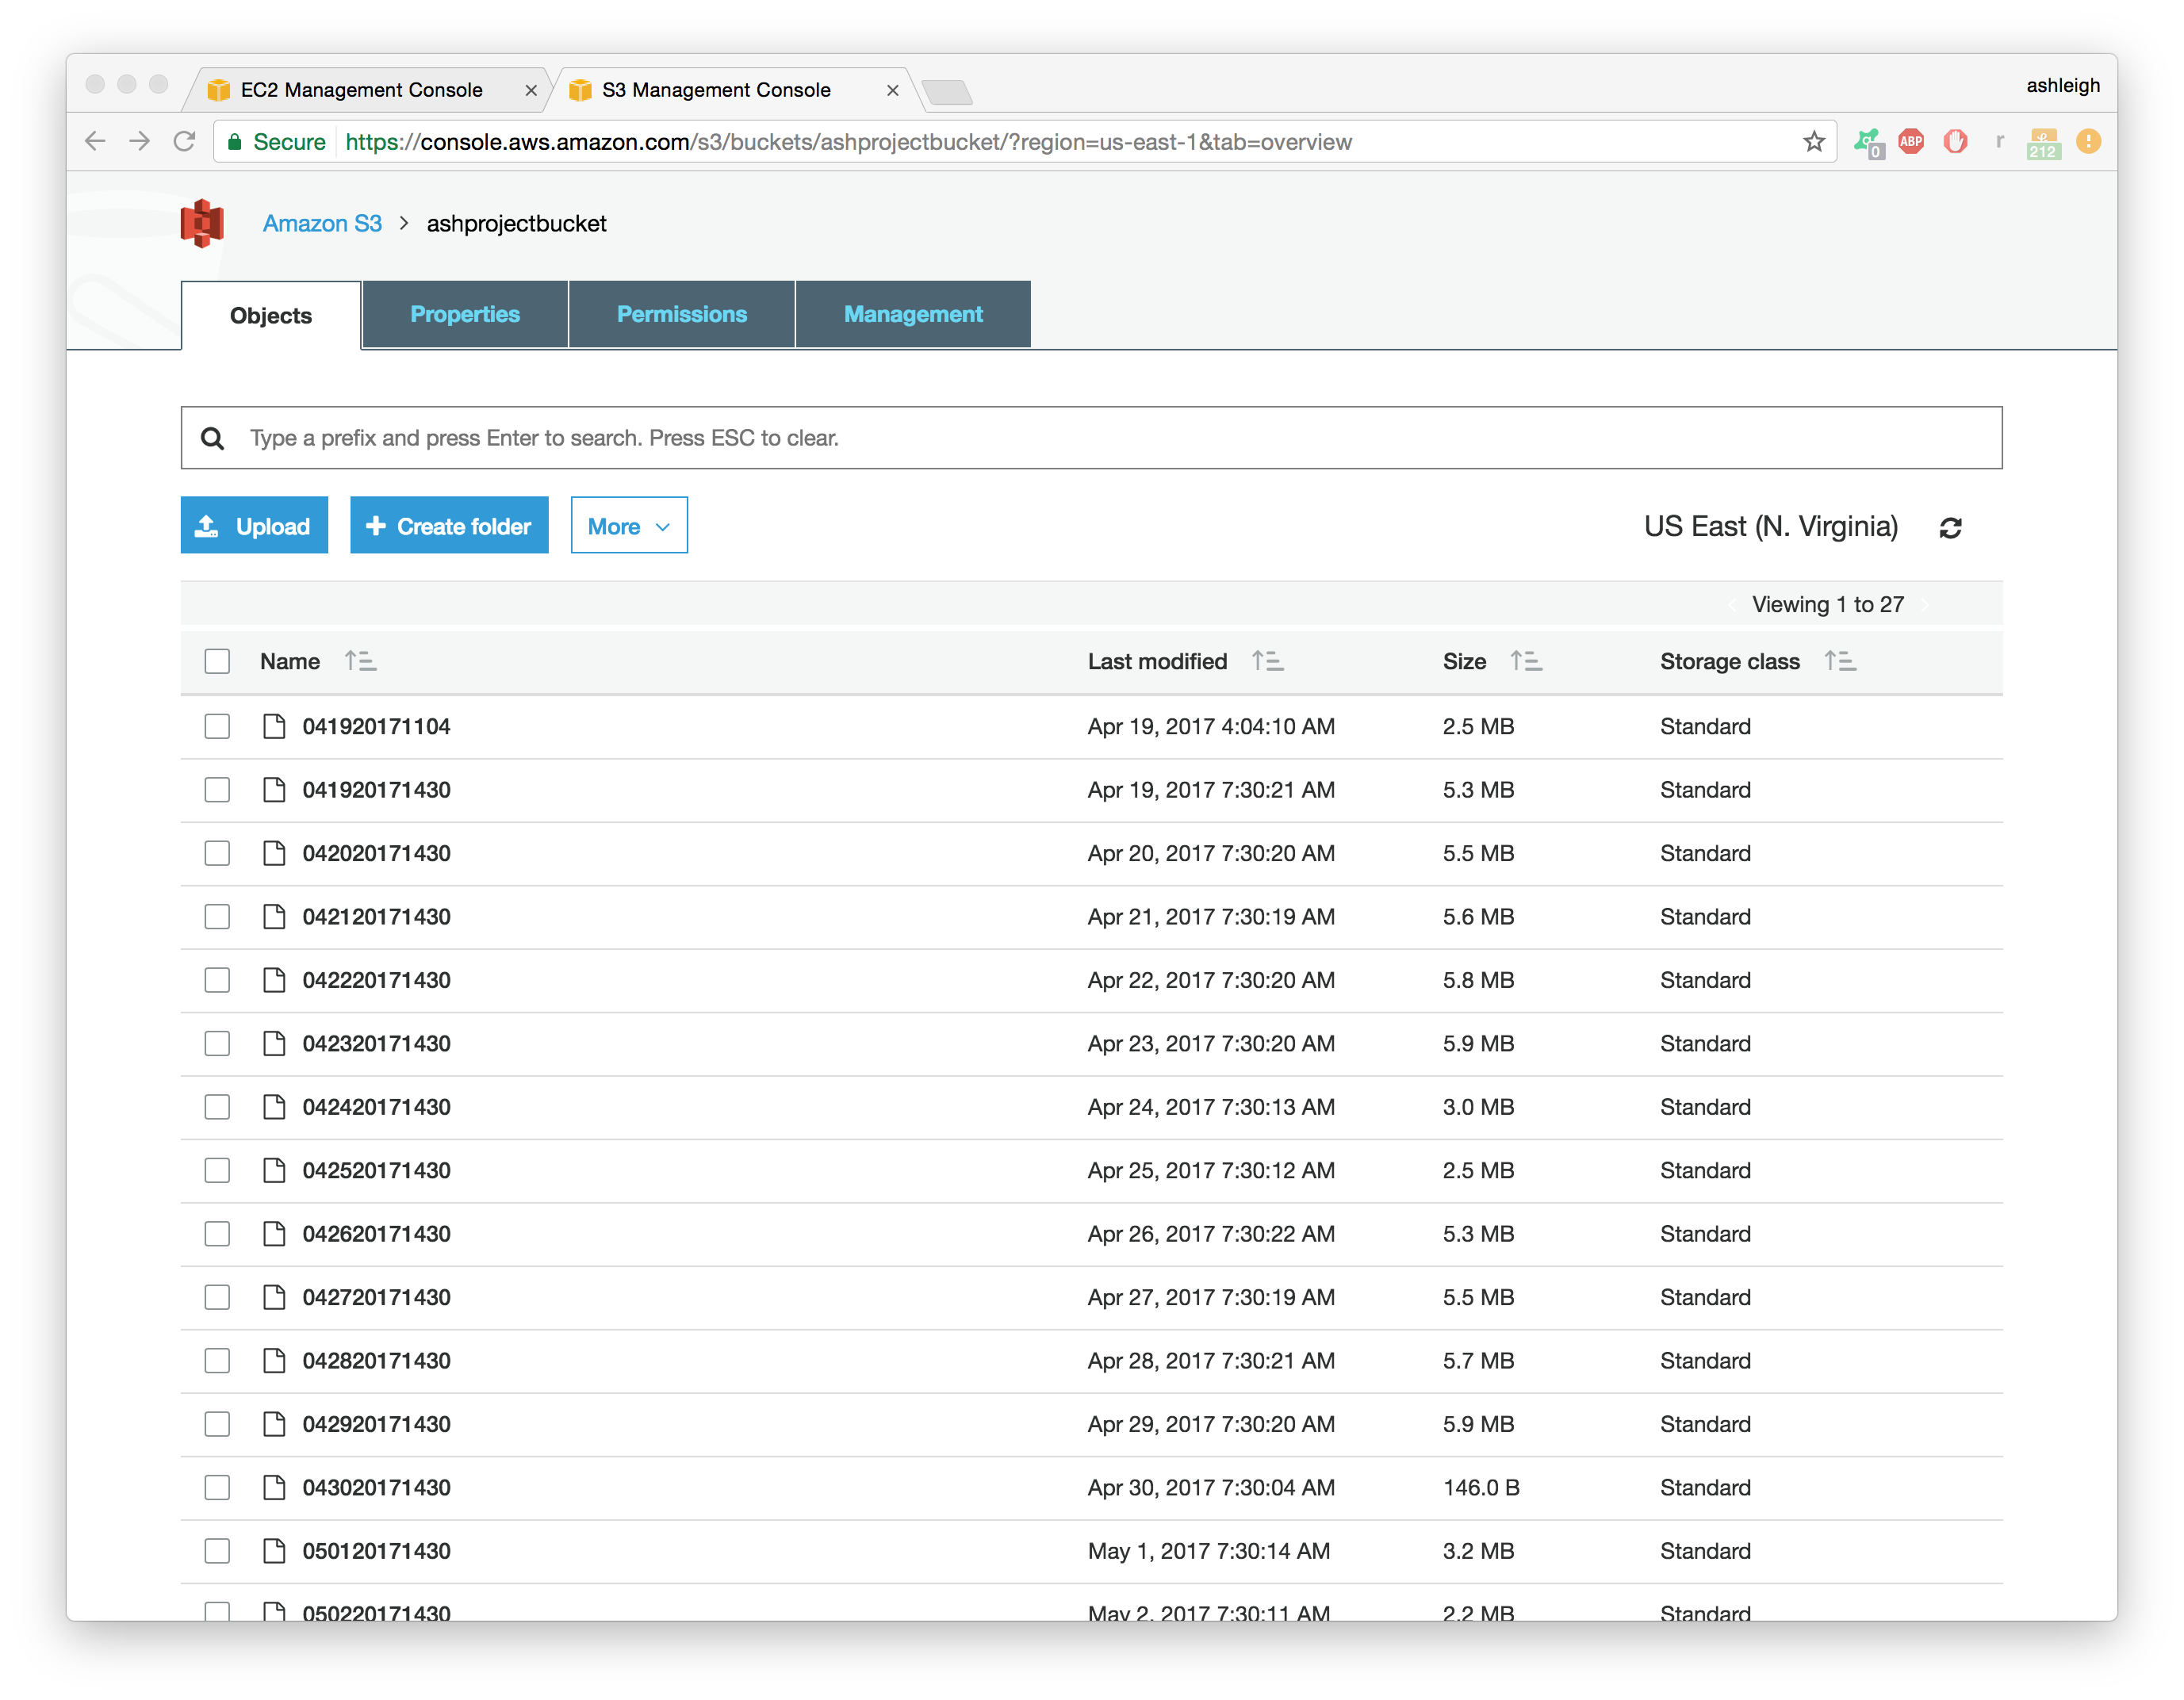 EC2 Management Console
S3 Management Console
ashleigh
Secure https://console.aws.amazon.com/s3/buckets/ashprojectbucket/?region=us-east-1&tab=overview
0
ABP
r
212
Amazon S3 > ashprojectbucket
Objects
Properties
Permissions
Management
Type a prefix and press Enter to search. Press ESC to clear.
Upload
Create folder
More
US East (N. Virginia)
Viewing 1 to 27
Name Last modified Size Storage class
041920171104 Apr 19, 2017 4:04:10 AM 2.5 MB Standard
041920171430 Apr 19, 2017 7:30:21 AM 5.3 MB Standard
042020171430 Apr 20, 2017 7:30:20 AM 5.5 MB Standard
042120171430 Apr 21, 2017 7:30:19 AM 5.6 MB Standard
042220171430 Apr 22, 2017 7:30:20 AM 5.8 MB Standard
042320171430 Apr 23, 2017 7:30:20 AM 5.9 MB Standard
042420171430 Apr 24, 2017 7:30:13 AM 3.0 MB Standard
042520171430 Apr 25, 2017 7:30:12 AM 2.5 MB Standard
042620171430 Apr 26, 2017 7:30:22 AM 5.3 MB Standard
042720171430 Apr 27, 2017 7:30:19 AM 5.5 MB Standard
042820171430 Apr 28, 2017 7:30:21 AM 5.7 MB Standard
042920171430 Apr 29, 2017 7:30:20 AM 5.9 MB Standard
043020171430 Apr 30, 2017 7:30:04 AM 146.0 B Standard
050120171430 May 1, 2017 7:30:14 AM 3.2 MB Standard
050220171430 May 2, 2017 7:30:11 AM 2.2 MB Standard